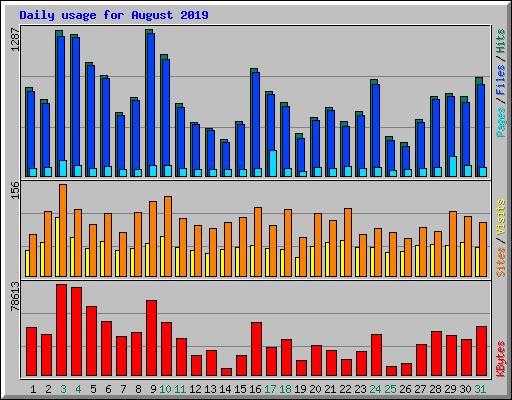 Daily usage for August 2019
1287
Pages / Files / Hits
156
Sites / Visits
78613
KBytes
1 2 3 4 5 6 7 8 9 10 11 12 13 14 15 16 17 18 19 20 21 22 23 24 25 26 27 28 29 30 31